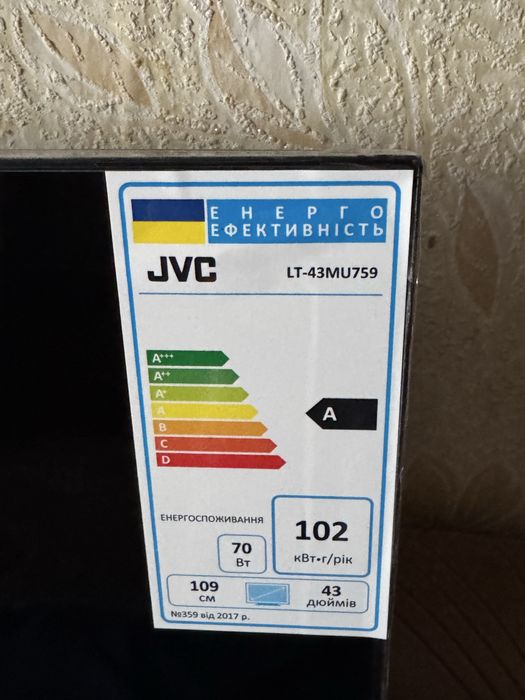 ЕНЕРГО
ЕФЕКТИВНІСТЬ
JVC
LT-43MU759
A+++
A++
A+
A
B
C
D
A
ЕНЕРГОСПОЖИВАННЯ
102
кВт•г/рік
70
Вт
109
см
43
дюймів
№359 від 2017 р.